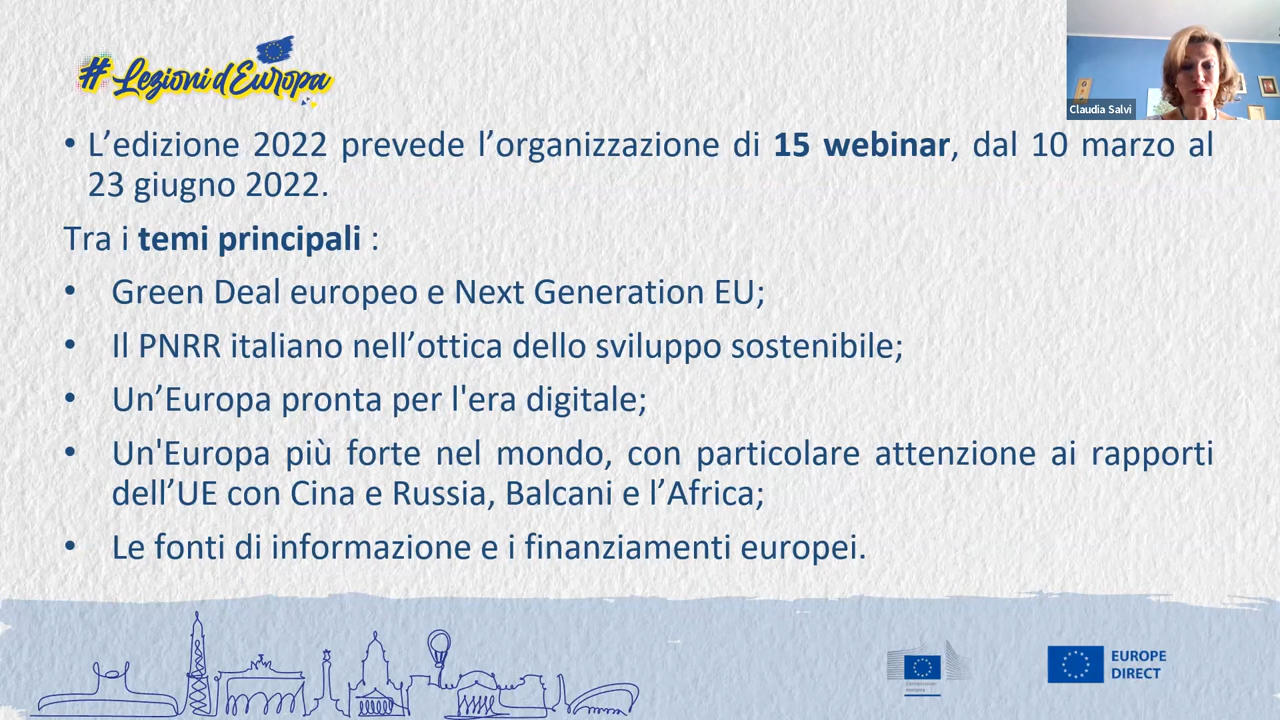 #Lezionid'Europa
Claudia Salvi
• L’edizione 2022 prevede l’organizzazione di 15 webinar, dal 10 marzo al
23 giugno 2022.
Tra i temi principali :
• Green Deal europeo e Next Generation EU;
• Il PNRR italiano nell’ottica dello sviluppo sostenibile;
• Un’Europa pronta per l'era digitale;
• Un'Europa più forte nel mondo, con particolare attenzione ai rapporti
dell’UE con Cina e Russia, Balcani e l’Africa;
• Le fonti di informazione e i finanziamenti europei.
Commissione
europea
EUROPE
DIRECT